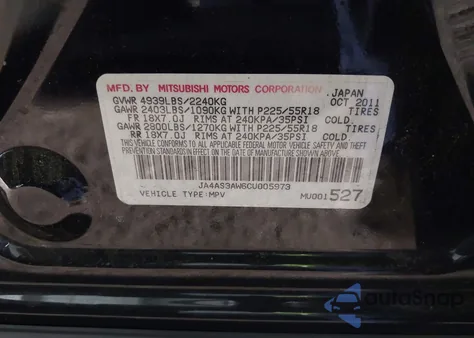 MFD. BY MITSUBISHI MOTORS CORPORATION JAPAN
GVWR 4939LBS/2240KG OCT 2011
GAWR 2403LBS/1090KG WITH P225/55R18 TIRES
FR 18X7.0J RIMS AT 240KPA/35PSI COLD
GAWR 2800LBS/1270KG WITH P225/55R18 TIRES
RR 18X7.0J RIMS AT 240KPA/35PSI COLD.
THIS VEHICLE CONFORMS TO ALL APPLICABLE FEDERAL MOTOR VEHICLE SAFETY AND THEFT
PREVENTION STANDARDS IN EFFECT ON THE DATE OF MANUFACTURE SHOWN ABOVE.
JA4AS3AW6CU005973
VEHICLE TYPE:MPV MU001527
AutoSnap